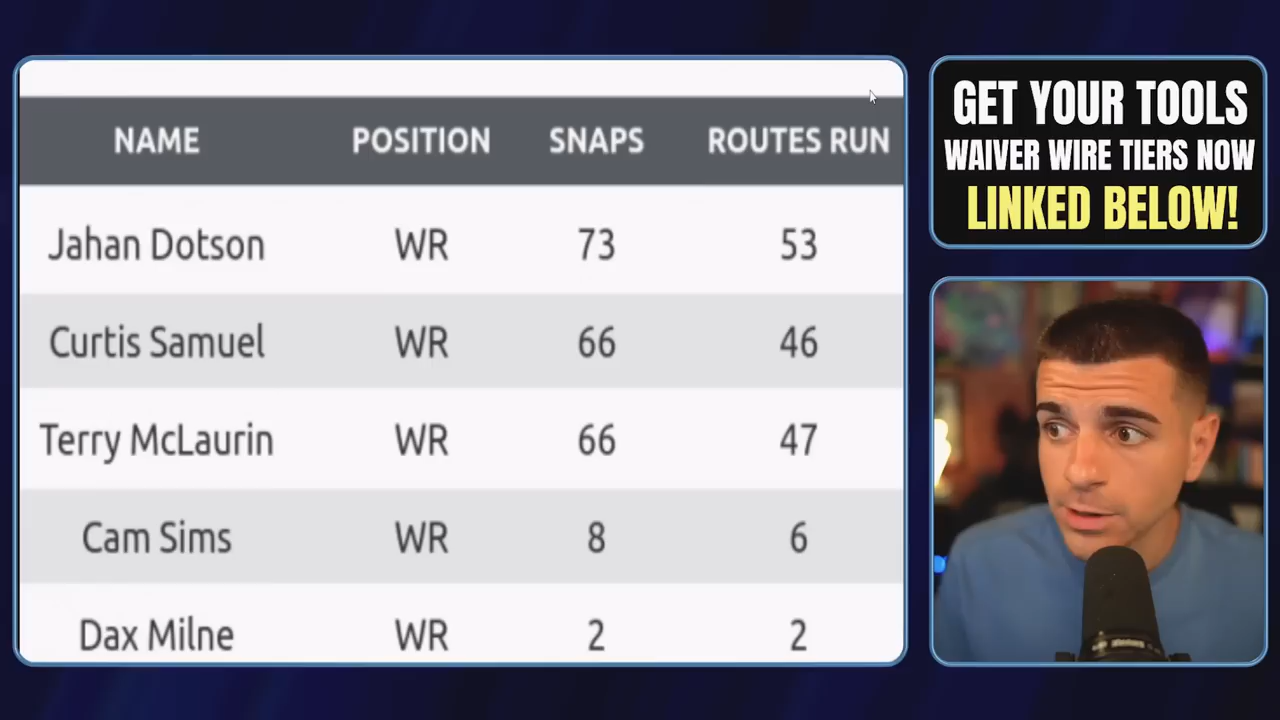 NAME POSITION SNAPS ROUTES RUN
Jahan Dotson WR 73 53
Curtis Samuel WR 66 46
Terry McLaurin WR 66 47
Cam Sims WR 8 6
Dax Milne WR 2 2
GET YOUR TOOLS
WAIVER WIRE TIERS NOW
LINKED BELOW!